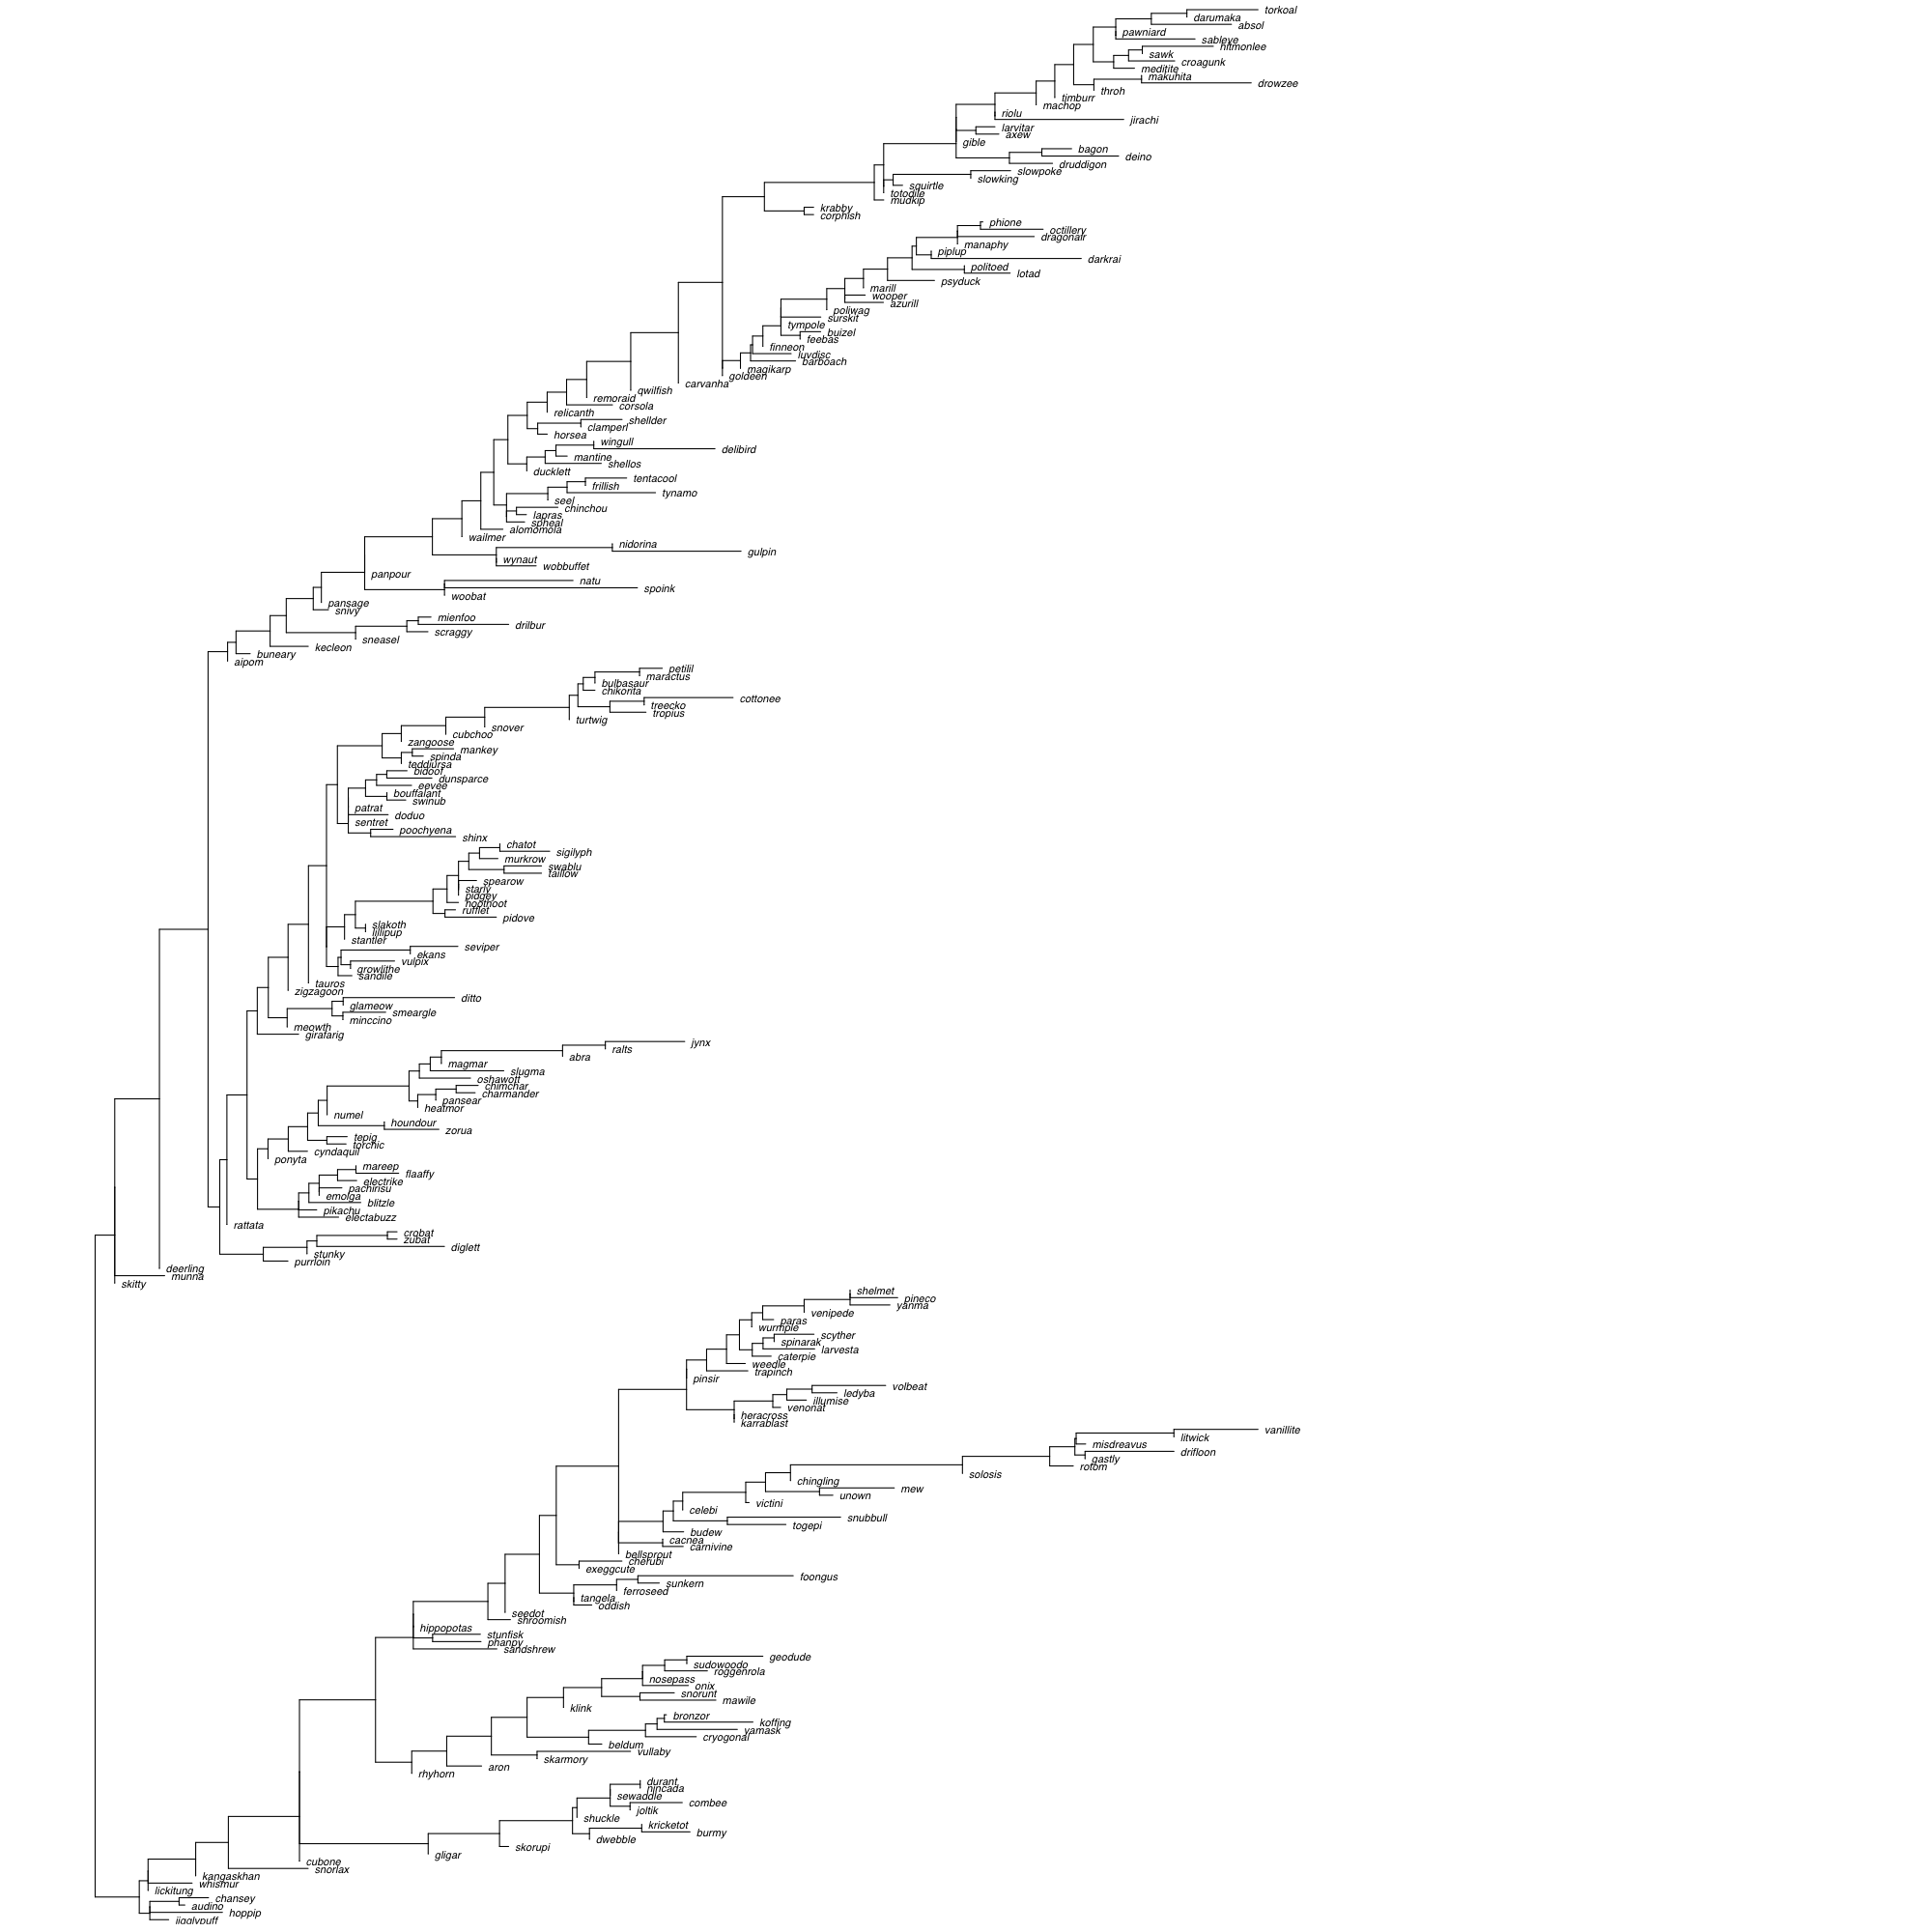 torkoal
darumaka
absol
pawniard
sableye
hitmonlee
sawk
croagunk
meditite
makuhita
drowzee
throh
timburr
machop
riolu
jirachi
larvitar
axew
gible
bagon
deino
druddigon
slowpoke
slowking
squirtle
totodile
mudkip
krabby
corphish
phione
octillery
dragonair
manaphy
piplup
darkrai
politoed
lotad
psyduck
marill
wooper
azurill
poliwag
surskit
tympole
buizel
feebas
finneon
luvdisc
barboach
magikarp
goldeen
carvanha
qwilfish
remoraid
corsola
relicanth
shellder
clamperl
horsea
wingull
delibird
mantine
shellos
ducklett
tentacool
frillish
tynamo
seel
chinchou
lapras
spheal
alomomola
wailmer
nidorina
gulpin
wynaut
wobbuffet
panpour
natu
spoink
woobat
pansage
snivy
mienfoo
drilbur
scraggy
sneasel
kecleon
buneary
aipom
petilil
maractus
bulbasaur
chikorita
cottonee
treecko
tropius
turtwig
snover
cubchoo
zangoose
mankey
spinda
teddiursa
bidoof
dunsparce
eevee
bouffalant
swinub
patrat
doduo
sentret
poochyena
shinx
chatot
sigilyph
murkrow
swablu
taillow
spearow
starly
pidgey
hoothoot
rufflet
pidove
slakoth
lillipup
stantler
seviper
ekans
vulpix
growlithe
sandile
tauros
zigzagoon
ditto
glameow
smeargle
minccino
meowth
girafarig
jynx
ralts
abra
magmar
slugma
oshawott
chimchar
charmander
pansear
heatmor
numel
houndour
zorua
tepig
torchic
cyndaquil
ponyta
mareep
flaaffy
electrike
pachirisu
emolga
blitzle
pikachu
electabuzz
rattata
crobat
zubat
diglett
stunky
purrloin
deerling
munna
skitty
shelmet
pineco
yanma
venipede
paras
wurmple
scyther
spinarak
larvesta
caterpie
weedle
trapinch
pinsir
volbeat
ledyba
illumise
venonat
heracross
karrablast
vanillite
litwick
misdreavus
drifloon
gastly
rotom
solosis
chingling
mew
unown
victini
celebi
snubbull
togepi
budew
cacnea
carnivine
bellsprout
cherubi
exeggcute
foongus
sunkern
ferroseed
tangela
oddish
seedot
shroomish
hippopotas
stunfisk
phanpy
sandshrew
geodude
sudowoodo
roggenrola
nosepass
onix
snorunt
mawile
klink
bronzor
koffing
yamask
cryogonal
beldum
vullaby
skarmory
aron
rhyhorn
durant
nincada
sewaddle
combee
joltik
shuckle
kricketot
burmy
dwebble
skorupi
gligar
cubone
snorlax
kangaskhan
whismur
lickitung
chansey
audino
hoppip
jigglypuff